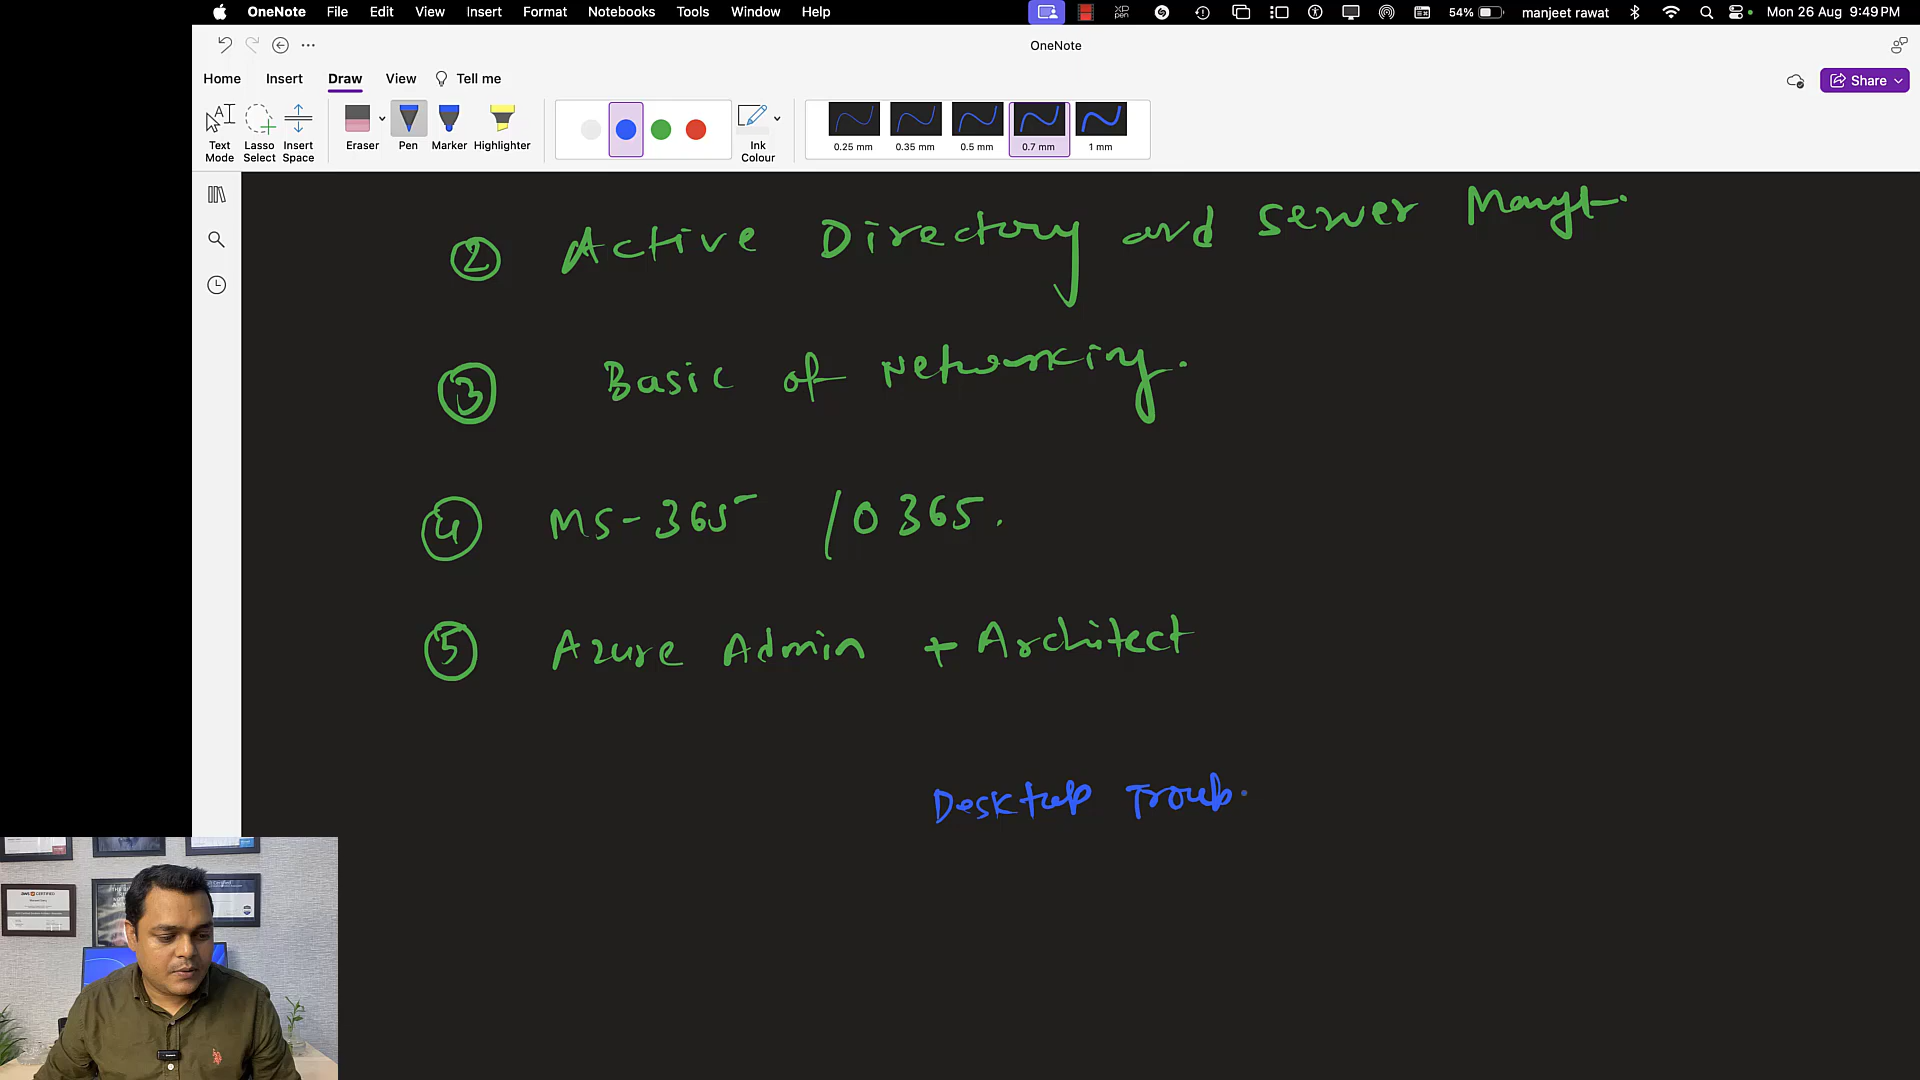 OneNote File Edit View Insert Format Notebooks Tools Window Help XP pen 54% manjeet rawat Mon 26 Aug 9:49 PM
OneNote
Home Insert Draw View Tell me Share
Text Mode Lasso Select Insert Space Eraser Pen Marker Highlighter Ink Colour 0.25 mm 0.35 mm 0.5 mm 0.7 mm 1 mm
② Active Directory and Server Mangt.
③ Basic of Networking.
④ MS-365 / O 365.
⑤ Azure Admin + Architect
Desktop Troub.